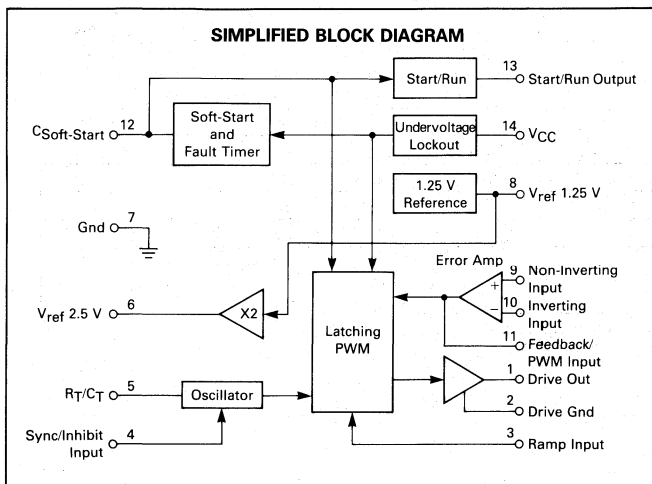 SIMPLIFIED BLOCK DIAGRAM
13
Start/Run
Start/Run Output
CSoft-Start
12
Soft-Start
and
Fault Timer
Undervoltage
Lockout
14
VCC
1.25 V
Reference
8
Vref 1.25 V
Gnd
7
Error Amp
9
Non-Inverting
Input
+
10
Inverting
Input
−
Vref 2.5 V
6
X2
Latching
PWM
11
Feedback/
PWM Input
1
Drive Out
RT/CT
5
Oscillator
2
Drive Gnd
Sync/Inhibit
Input
4
3
Ramp Input